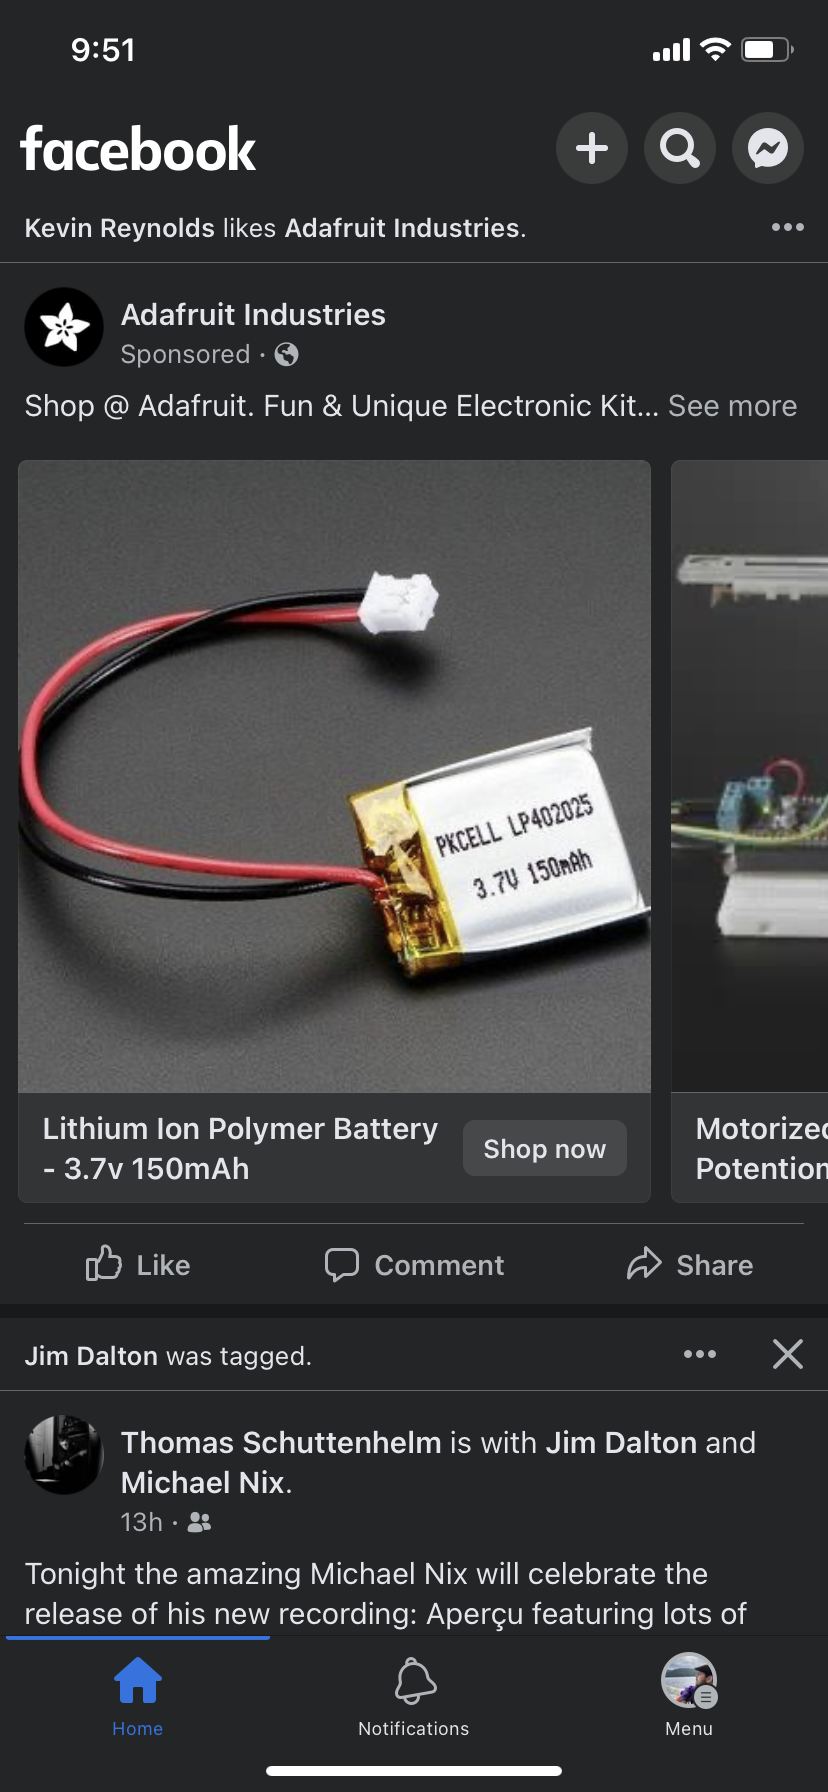 9:51
facebook
Kevin Reynolds likes Adafruit Industries.
Adafruit Industries
Sponsored ·
Shop @ Adafruit. Fun & Unique Electronic Kit... See more
PKCELL LP402025
3.7V 150mAh
Lithium Ion Polymer Battery
- 3.7v 150mAh
Shop now
Motorized
Potention
Like
Comment
Share
Jim Dalton was tagged.
Thomas Schuttenhelm is with Jim Dalton and
Michael Nix.
13h ·
Tonight the amazing Michael Nix will celebrate the
release of his new recording: Aperçu featuring lots of
Home
Notifications
Menu